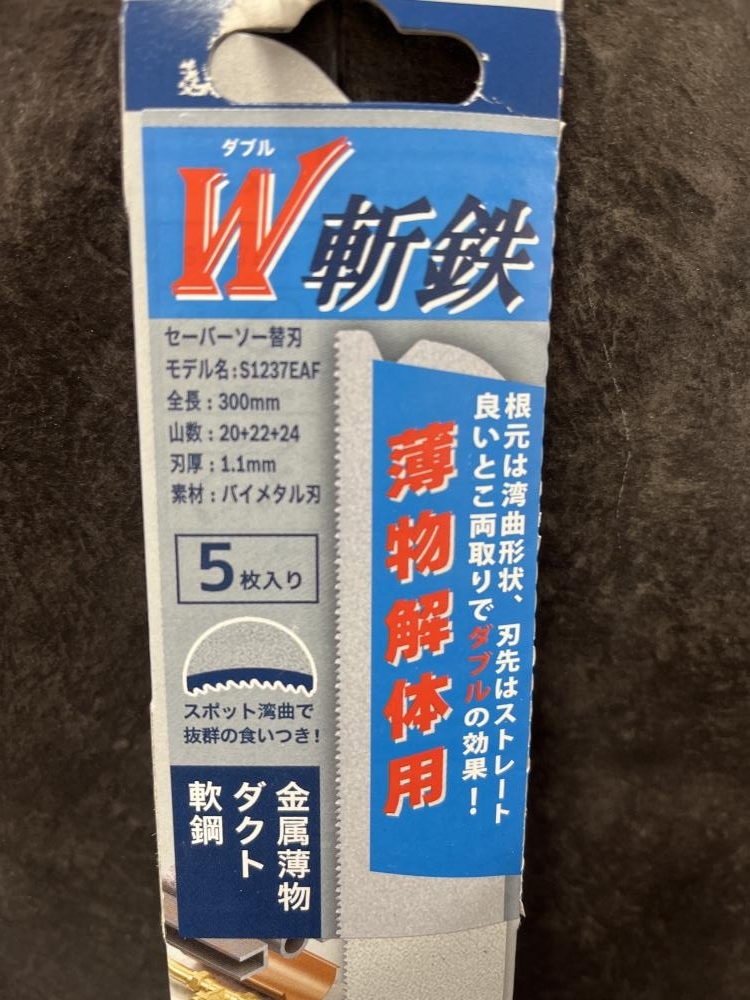 ダブル
W斬鉄
セーバーソー替刃
モデル名:S1237EAF
全長：300mm
山数：20+22+24
刃厚：1.1mm
素材：バイメタル刃
5枚入り
スポット湾曲で
抜群の食いつき!
金属薄物
ダクト
軟鋼
根元は湾曲形状、刃先はストレート
良いとこ両取りでダブルの効果!
薄物解体用